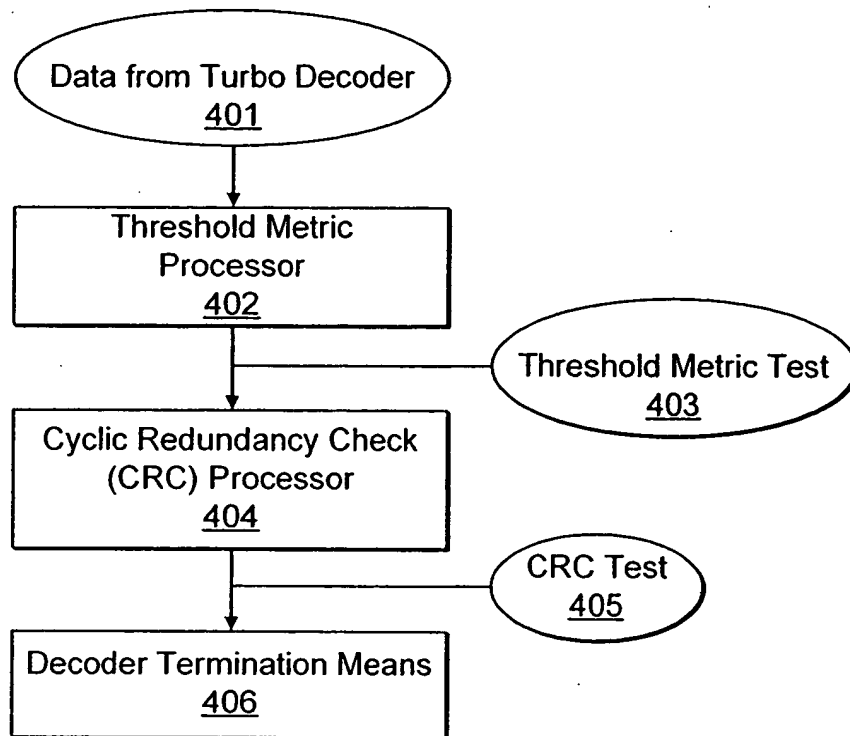 Data from Turbo Decoder
401
Threshold Metric
Processor
402
Threshold Metric Test
403
Cyclic Redundancy Check
(CRC) Processor
404
CRC Test
405
Decoder Termination Means
406